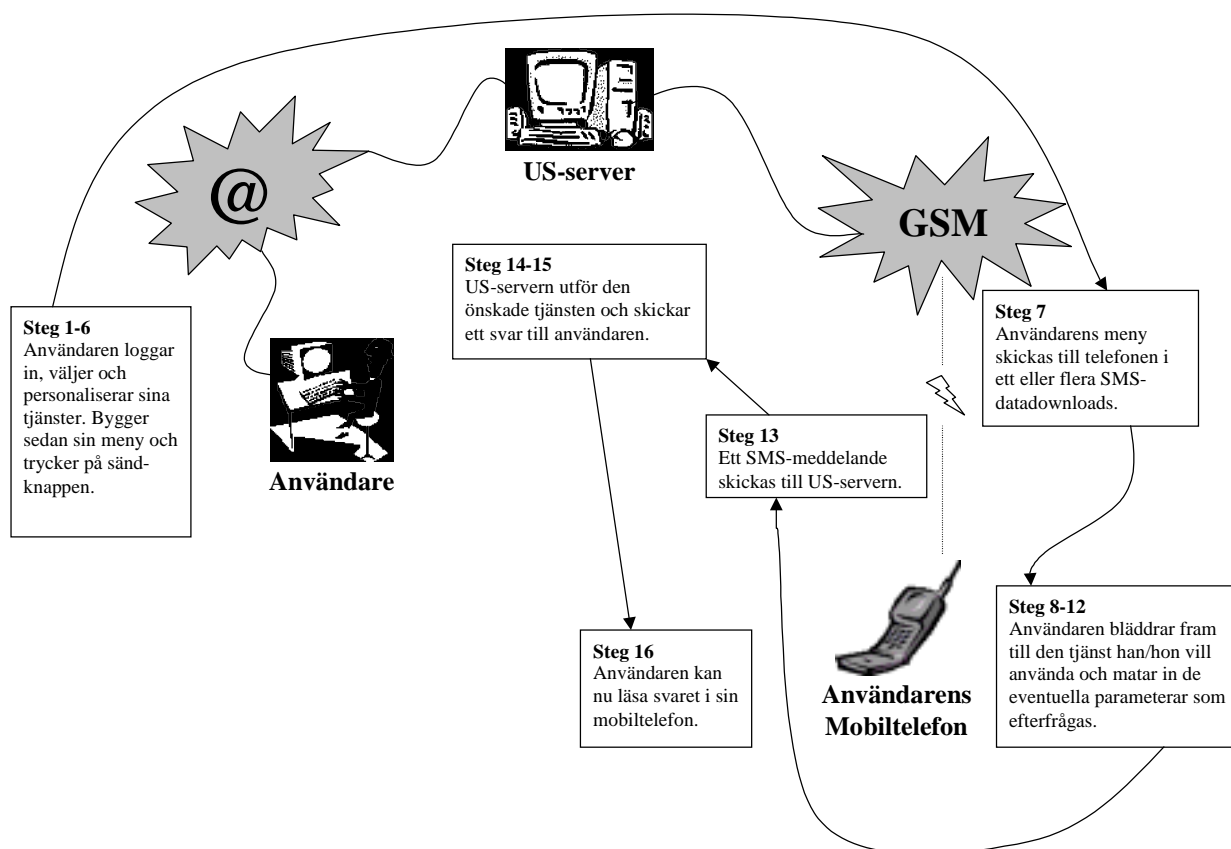 US-server
@
GSM
Användare
Steg 1-6
Användaren loggar
in, väljer och
personaliserar sina
tjänster. Bygger
sedan sin meny och
trycker på sänd-
knappen.
Steg 7
Användarens meny
skickas till telefonen i
ett eller flera SMS-
datadownloads.
Steg 8-12
Användaren bläddrar fram
till den tjänst han/hon vill
använda och matar in de
eventuella parameterar som
efterfrågas.
Användarens
Mobiltelefon
Steg 13
Ett SMS-meddelande
skickas till US-servern.
Steg 14-15
US-servern utför den
önskade tjänsten och skickar
ett svar till användaren.
Steg 16
Användaren kan
nu läsa svaret i sin
mobiltelefon.